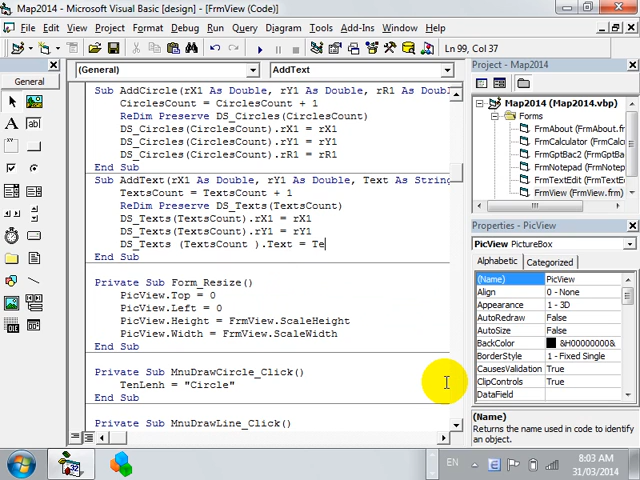 Map2014 - Microsoft Visual Basic [design] - [FrmView (Code)]
File Edit View Project Format Debug Run Query Diagram Tools Add-Ins Window Help
Ln 99, Col 37
General
(General)
AddText
Sub AddCircle(rX1 As Double, rY1 As Double, rR1 As Doubl
CirclesCount = CirclesCount + 1
ReDim Preserve DS_Circles(CirclesCount)
DS_Circles(CirclesCount).rX1 = rX1
DS_Circles(CirclesCount).rY1 = rY1
DS_Circles(CirclesCount).rR1 = rR1
End Sub
Sub AddText(rX1 As Double, rY1 As Double, Text As String
TextsCount = TextsCount + 1
ReDim Preserve DS_Texts(TextsCount)
DS_Texts(TextsCount).rX1 = rX1
DS_Texts(TextsCount).rY1 = rY1
DS_Texts (TextsCount ).Text = Te
End Sub
Private Sub Form_Resize()
PicView.Top = 0
PicView.Left = 0
PicView.Height = FrmView.ScaleHeight
PicView.Width = FrmView.ScaleWidth
End Sub
Private Sub MnuDrawCircle_Click()
TenLenh = "Circle"
End Sub
Private Sub MnuDrawLine_Click()
Project - Map2014
Map2014 (Map2014.vbp)
Forms
FrmAbout (FrmAbout.fr
FrmCalculator (FrmCalc
FrmGptBac2 (FrmGptBa
FrmNotepad (FrmNotep
FrmTextEdit (FrmTextE
FrmView (FrmView.frm)
Properties - PicView
PicView PictureBox
Alphabetic Categorized
(Name) PicView
Align 0 - None
Appearance 1 - 3D
AutoRedraw False
AutoSize False
BackColor &H00000000&
BorderStyle 1 - Fixed Single
CausesValidation True
ClipControls True
DataField
(Name)
Returns the name used in code to identify
an object.
EN
8:03 AM
31/03/2014